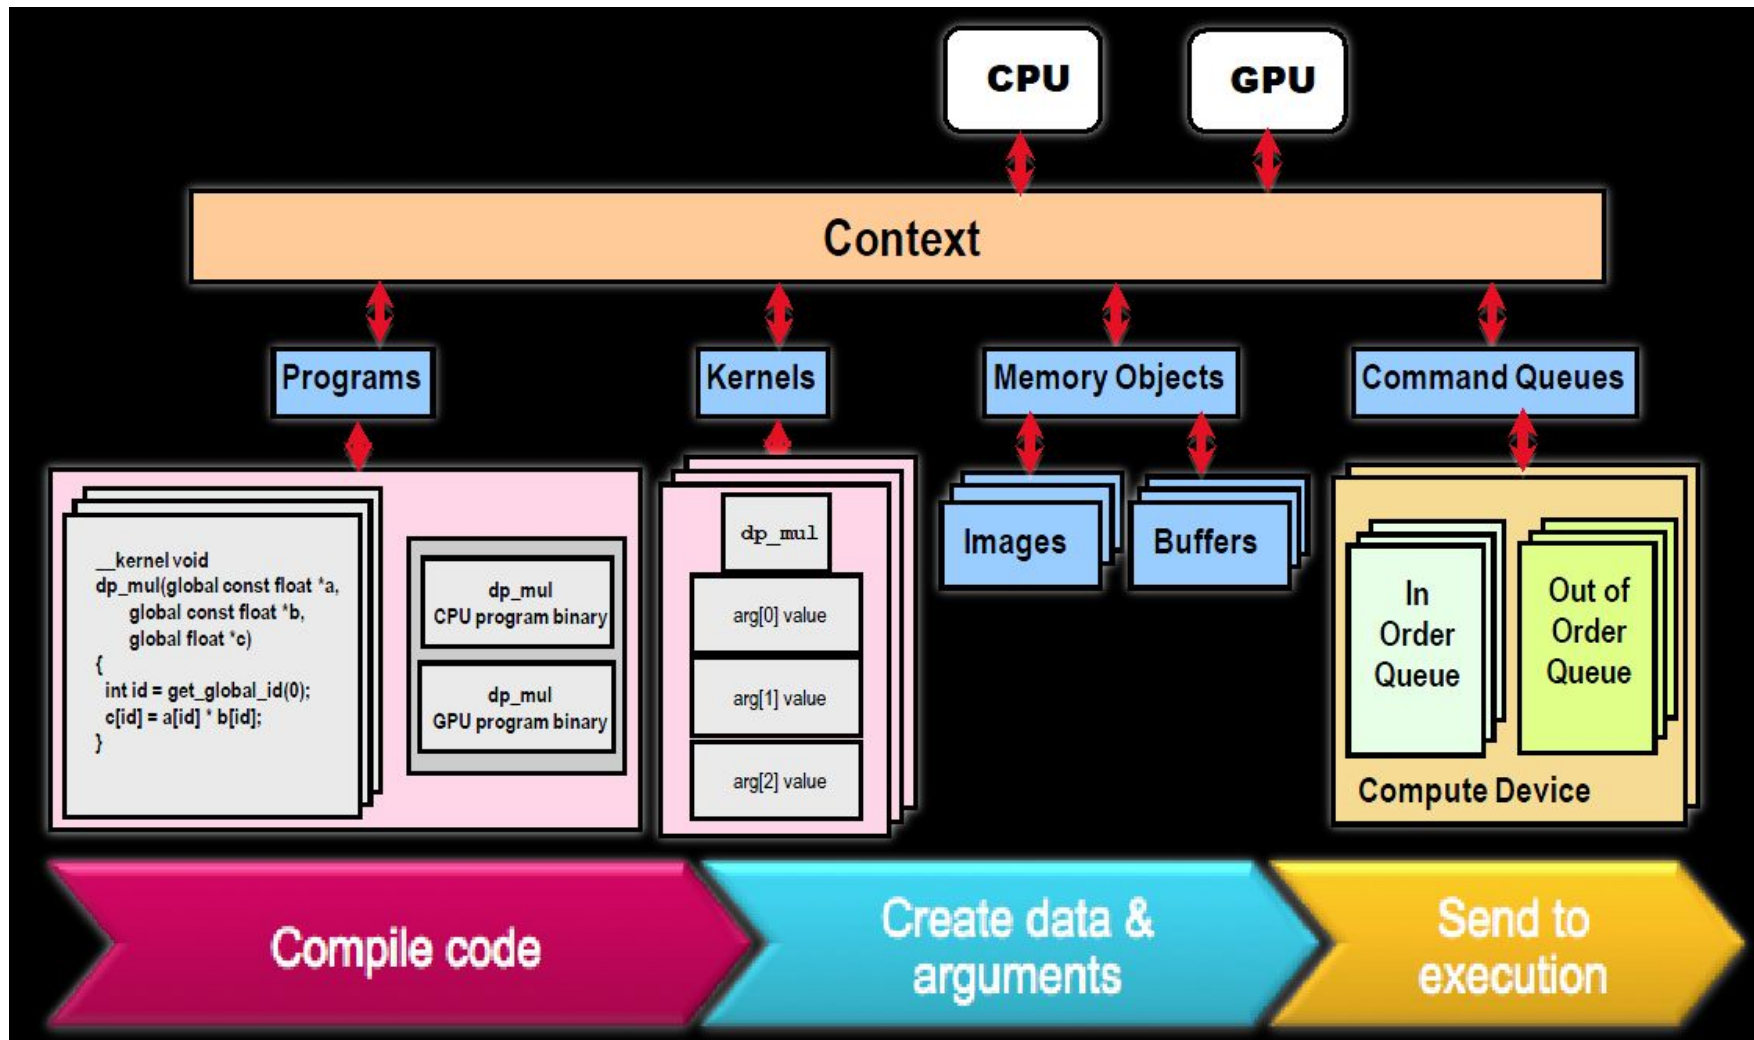 CPU
GPU
Context
Programs
Kernels
Memory Objects
Command Queues
__kernel void
dp_mul(global const float *a,
global const float *b,
global float *c)
{
int id = get_global_id(0);
c[id] = a[id] * b[id];
}
dp_mul
CPU program binary
dp_mul
GPU program binary
dp_mul
arg[0] value
arg[1] value
arg[2] value
Images
Buffers
In
Order
Queue
Out of
Order
Queue
Compute Device
Compile code
Create data &
arguments
Send to
execution